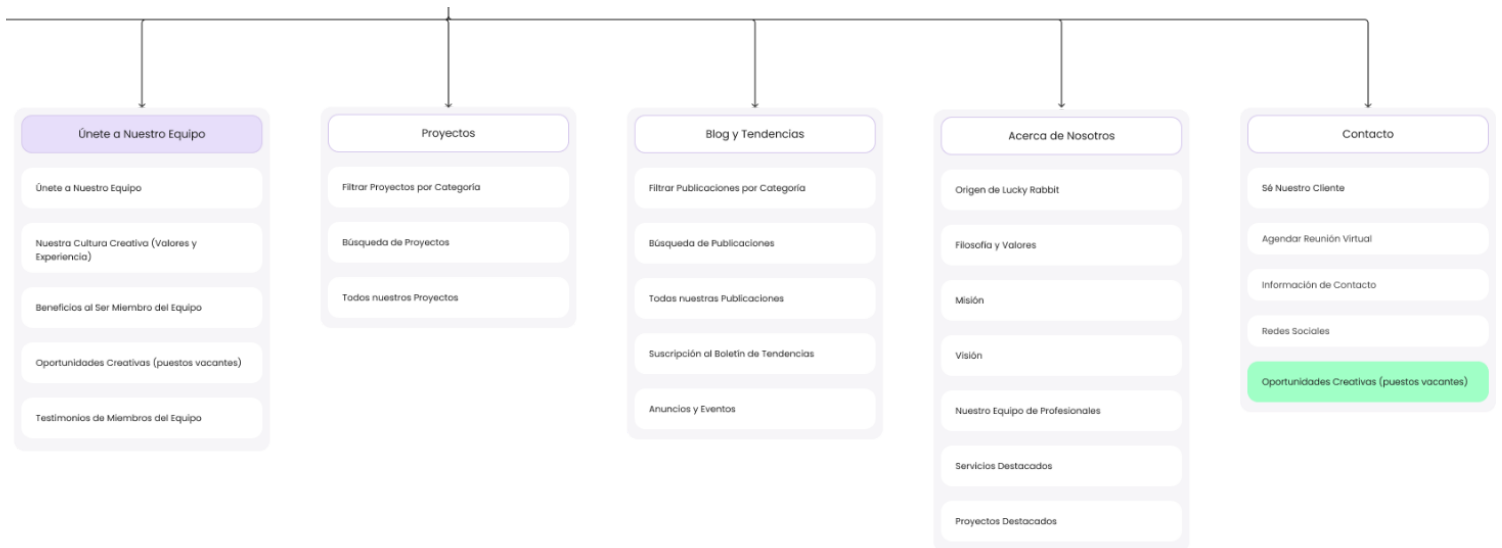 Únete a Nuestro Equipo
Únete a Nuestro Equipo
Nuestra Cultura Creativa (Valores y
Experiencia)
Beneficios al Ser Miembro del Equipo
Oportunidades Creativas (puestos vacantes)
Testimonios de Miembros del Equipo
Proyectos
Filtrar Proyectos por Categoría
Búsqueda de Proyectos
Todos nuestros Proyectos
Blog y Tendencias
Filtrar Publicaciones por Categoría
Búsqueda de Publicaciones
Todas nuestras Publicaciones
Suscripción al Boletín de Tendencias
Anuncios y Eventos
Acerca de Nosotros
Origen de Lucky Rabbit
Filosofía y Valores
Misión
Visión
Nuestro Equipo de Profesionales
Servicios Destacados
Proyectos Destacados
Contacto
Sé Nuestro Cliente
Agendar Reunión Virtual
Información de Contacto
Redes Sociales
Oportunidades Creativas (puestos vacantes)